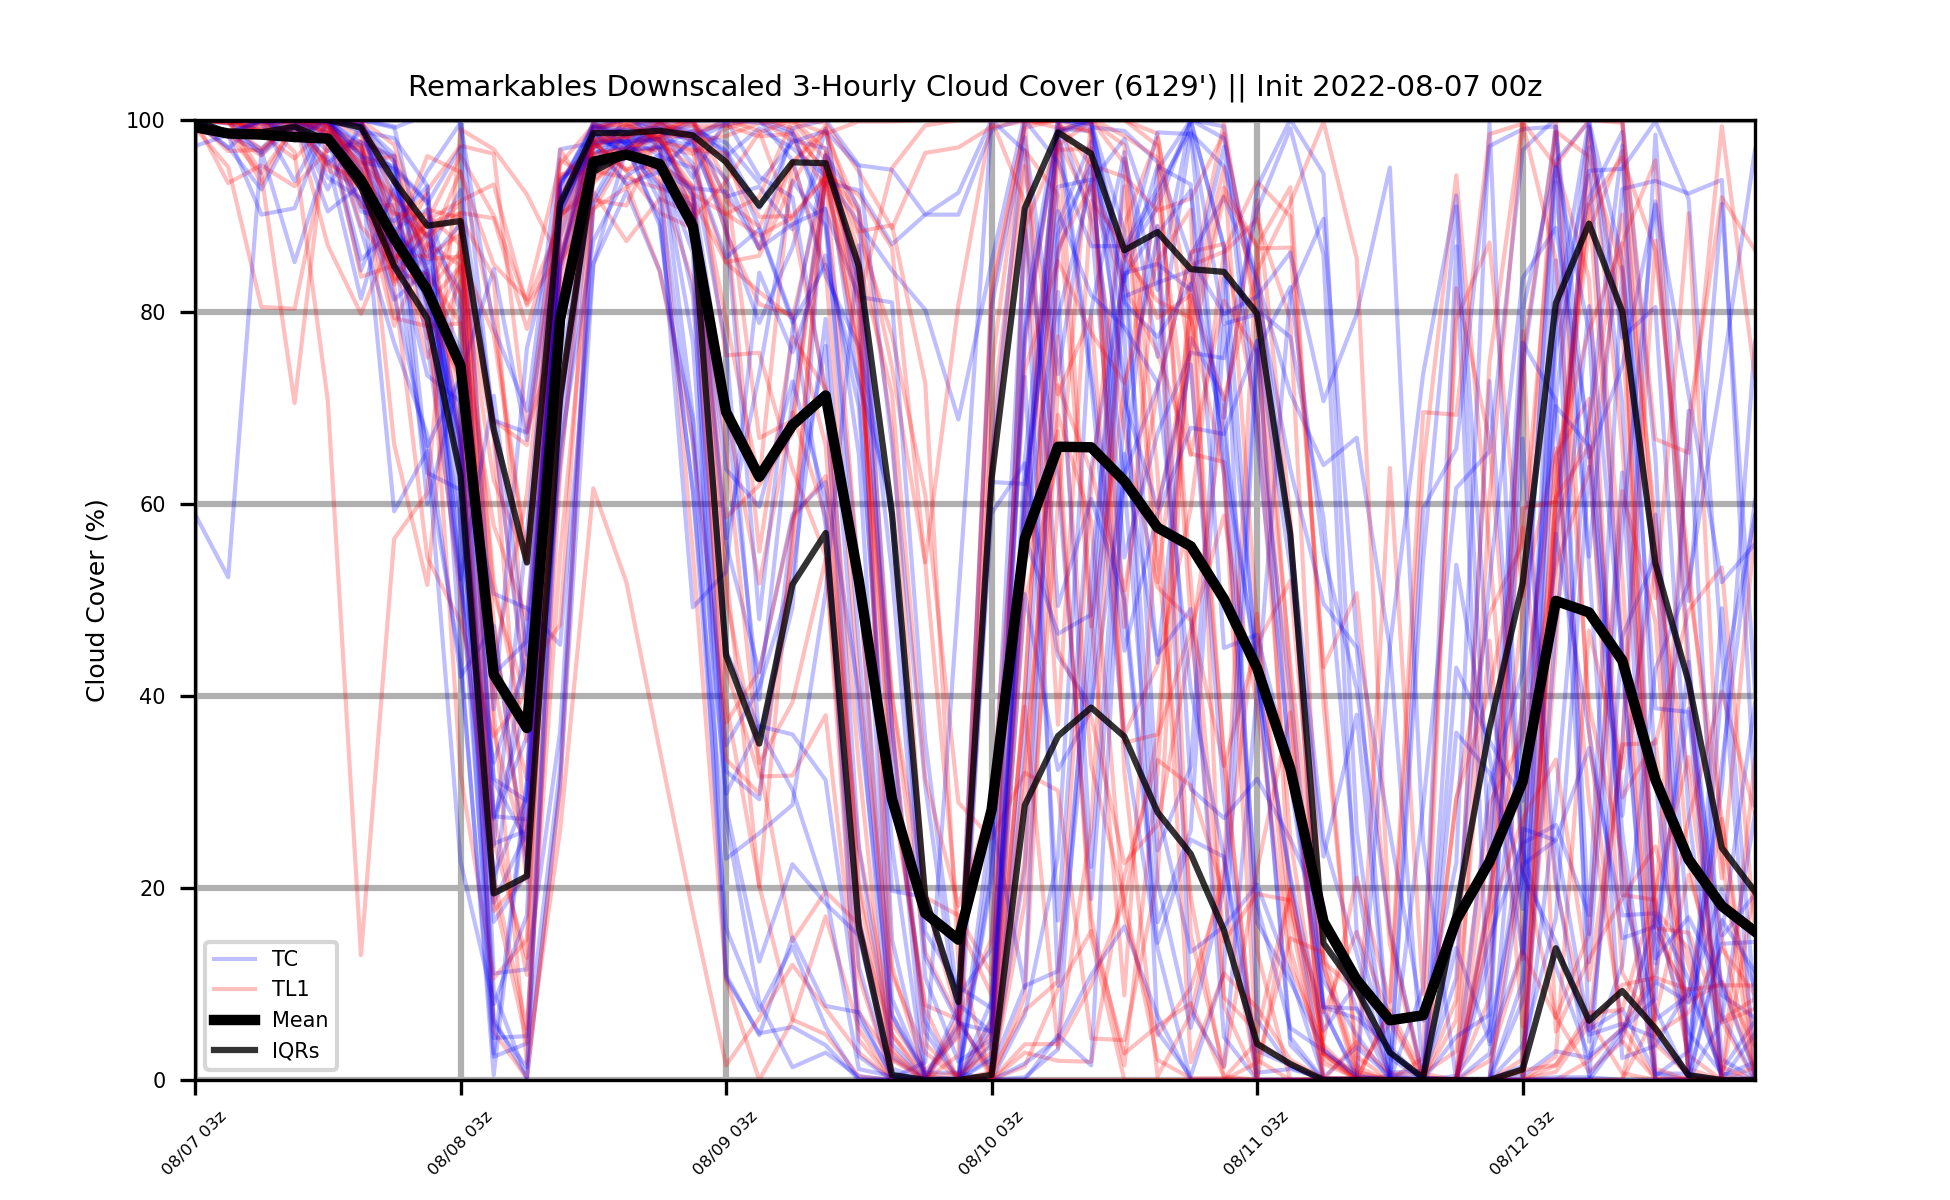 Remarkables Downscaled 3-Hourly Cloud Cover (6129') || Init 2022-08-07 00z
Cloud Cover (%)
100
80
60
40
20
0
TC
TL1
Mean
IQRs
08/07 03z
08/08 03z
08/09 03z
08/10 03z
08/11 03z
08/12 03z